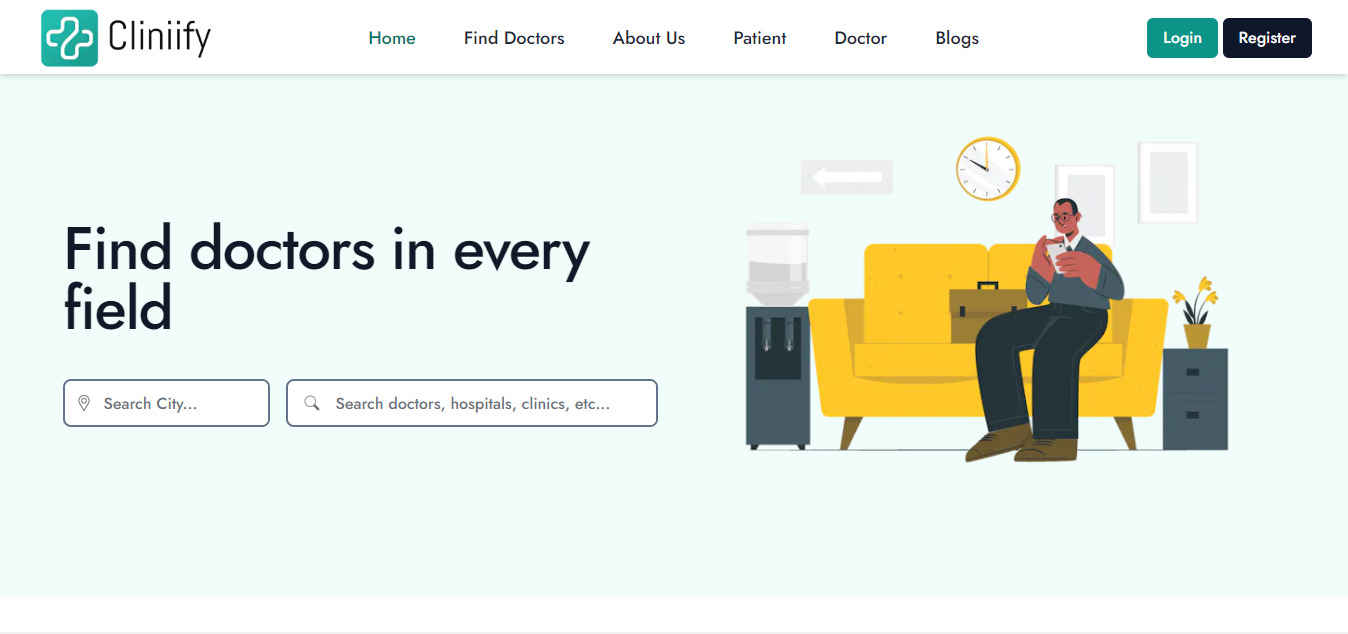 Cliniify
Home Find Doctors About Us Patient Doctor Blogs
Login Register
Find doctors in every
field
Search City...
Search doctors, hospitals, clinics, etc...